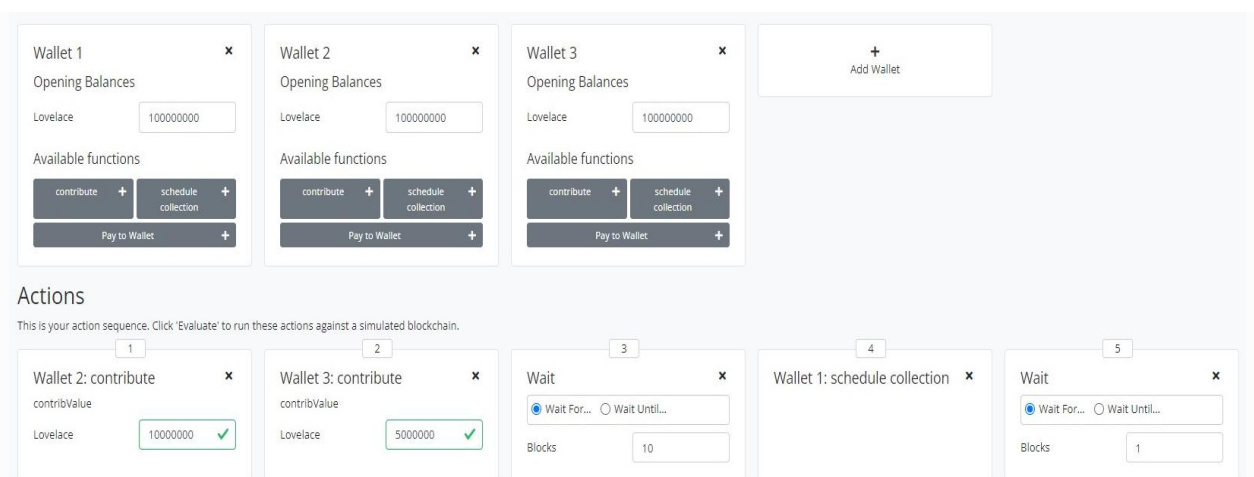 Wallet 1 x
Opening Balances
Lovelace 100000000
Available functions
contribute +
schedule collection +
Pay to Wallet +
Wallet 2 x
Opening Balances
Lovelace 100000000
Available functions
contribute +
schedule collection +
Pay to Wallet +
Wallet 3 x
Opening Balances
Lovelace 100000000
Available functions
contribute +
schedule collection +
Pay to Wallet +
+
Add Wallet
Actions
This is your action sequence. Click 'Evaluate' to run these actions against a simulated blockchain.
1
Wallet 2: contribute x
contribValue
Lovelace 10000000
2
Wallet 3: contribute x
contribValue
Lovelace 5000000
3
Wait x
Wait For... Wait Until...
Blocks 10
4
Wallet 1: schedule collection x
5
Wait x
Wait For... Wait Until...
Blocks 1